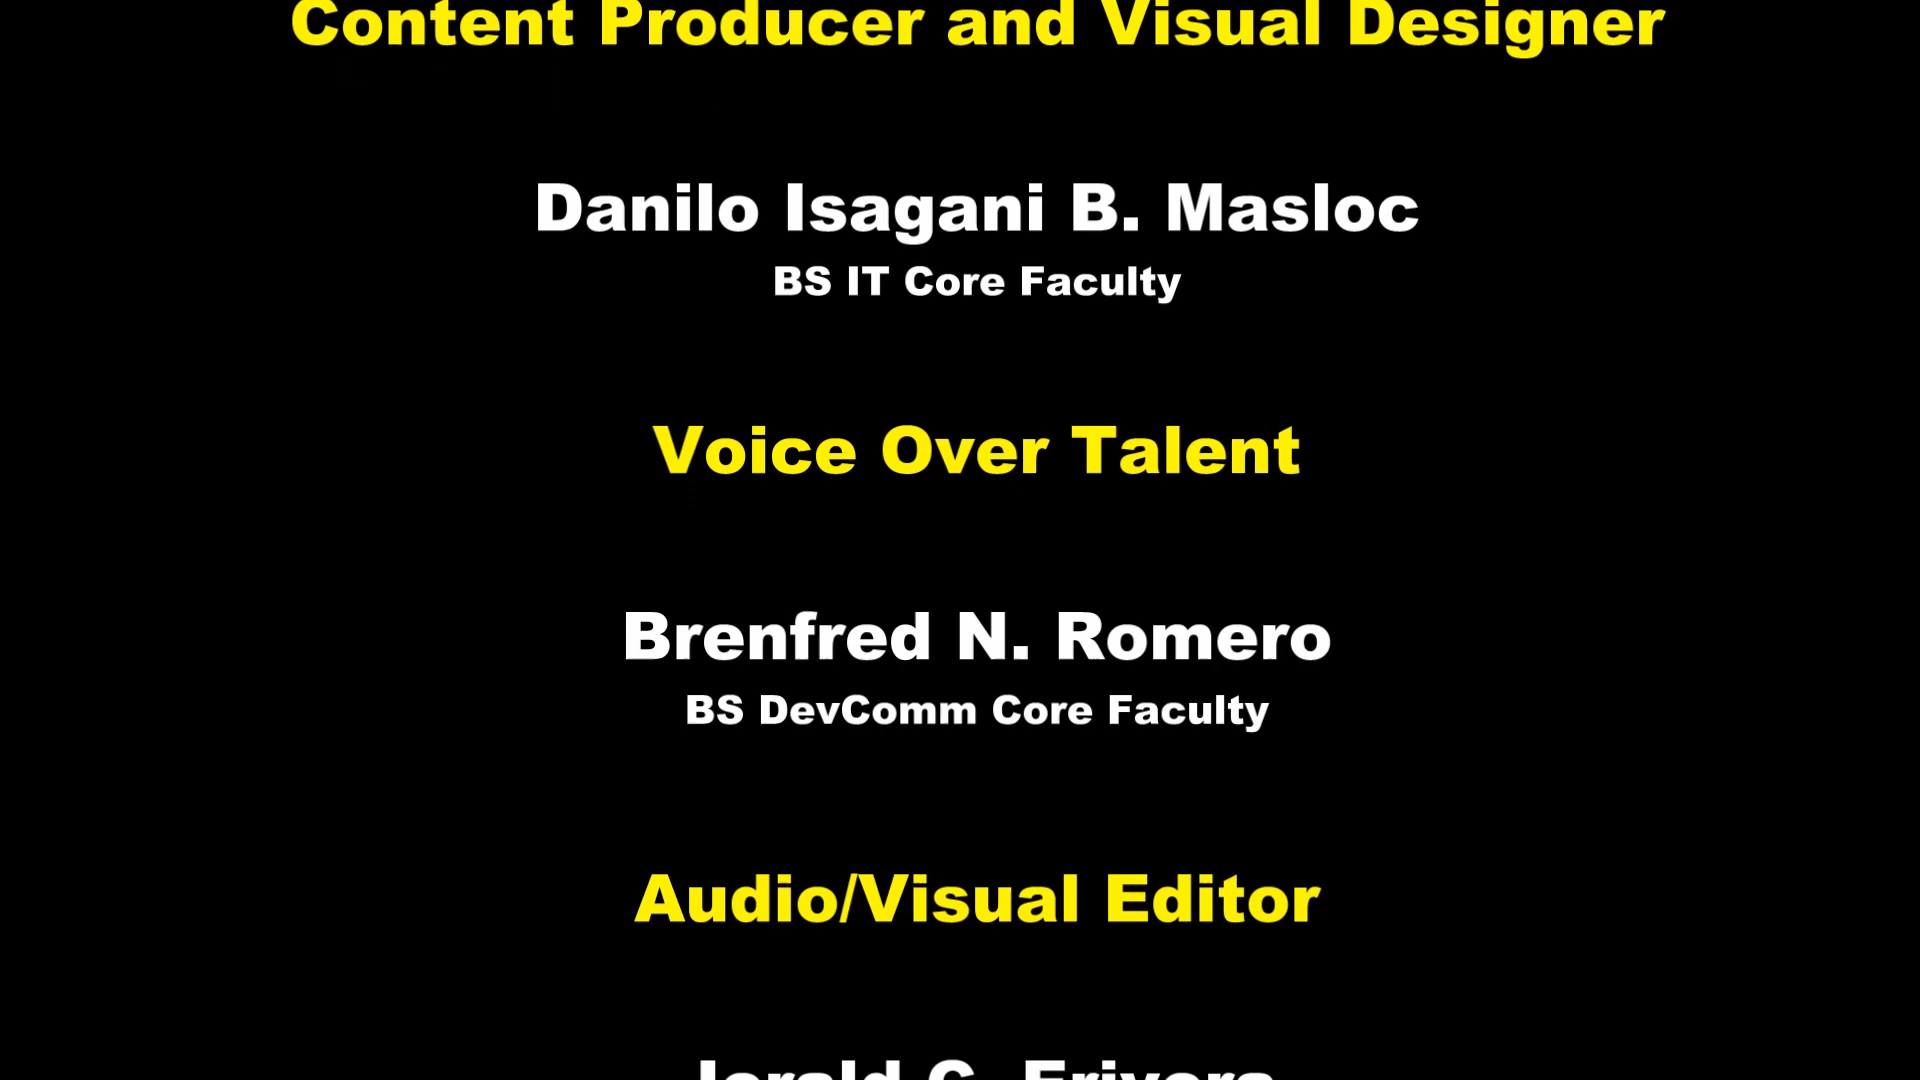 Content Producer and Visual Designer
Danilo Isagani B. Masloc
BS IT Core Faculty
Voice Over Talent
Brenfred N. Romero
BS DevComm Core Faculty
Audio/Visual Editor